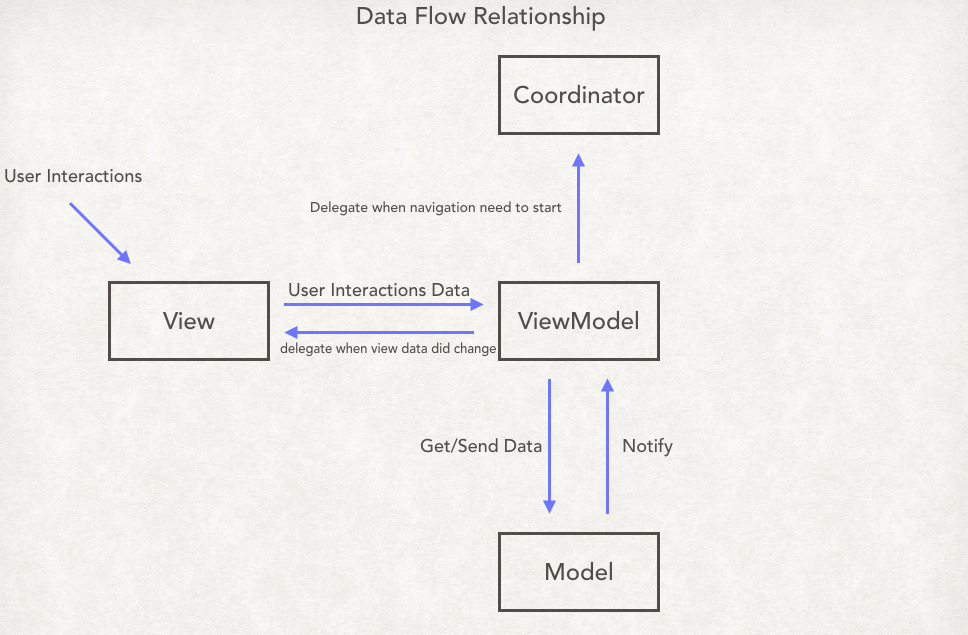 Data Flow Relationship
Coordinator
User Interactions
Delegate when navigation need to start
User Interactions Data
View
ViewModel
delegate when view data did change
Get/Send Data
Notify
Model